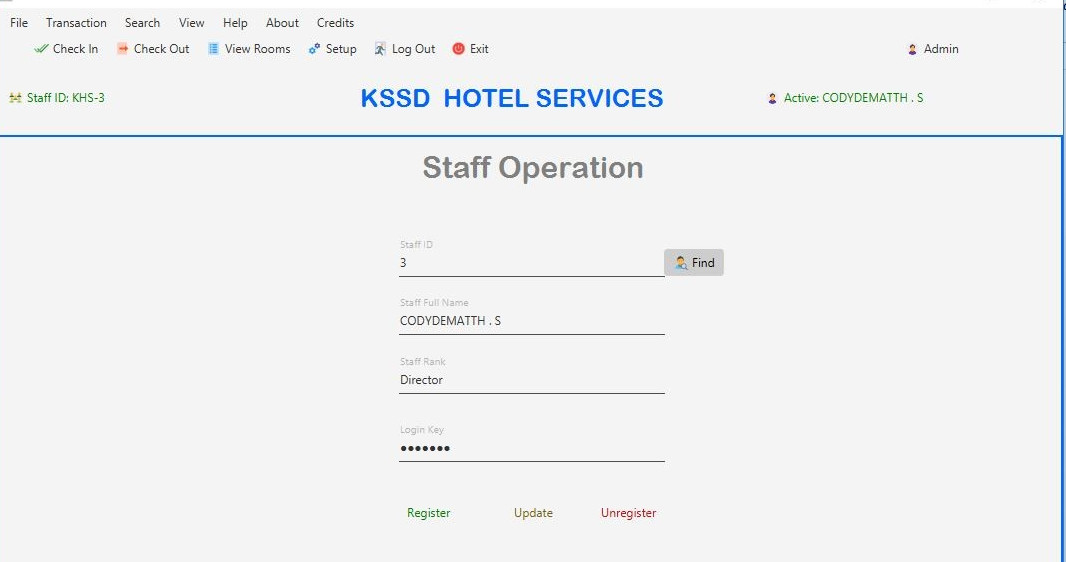 File Transaction Search View Help About Credits
Check In Check Out View Rooms Setup Log Out Exit Admin
Staff ID: KHS-3 KSSD HOTEL SERVICES Active: CODYDEMATTH . S
Staff Operation
Staff ID
3 Find
Staff Full Name
CODYDEMATTH . S
Staff Rank
Director
Login Key
•••••••
Register Update Unregister